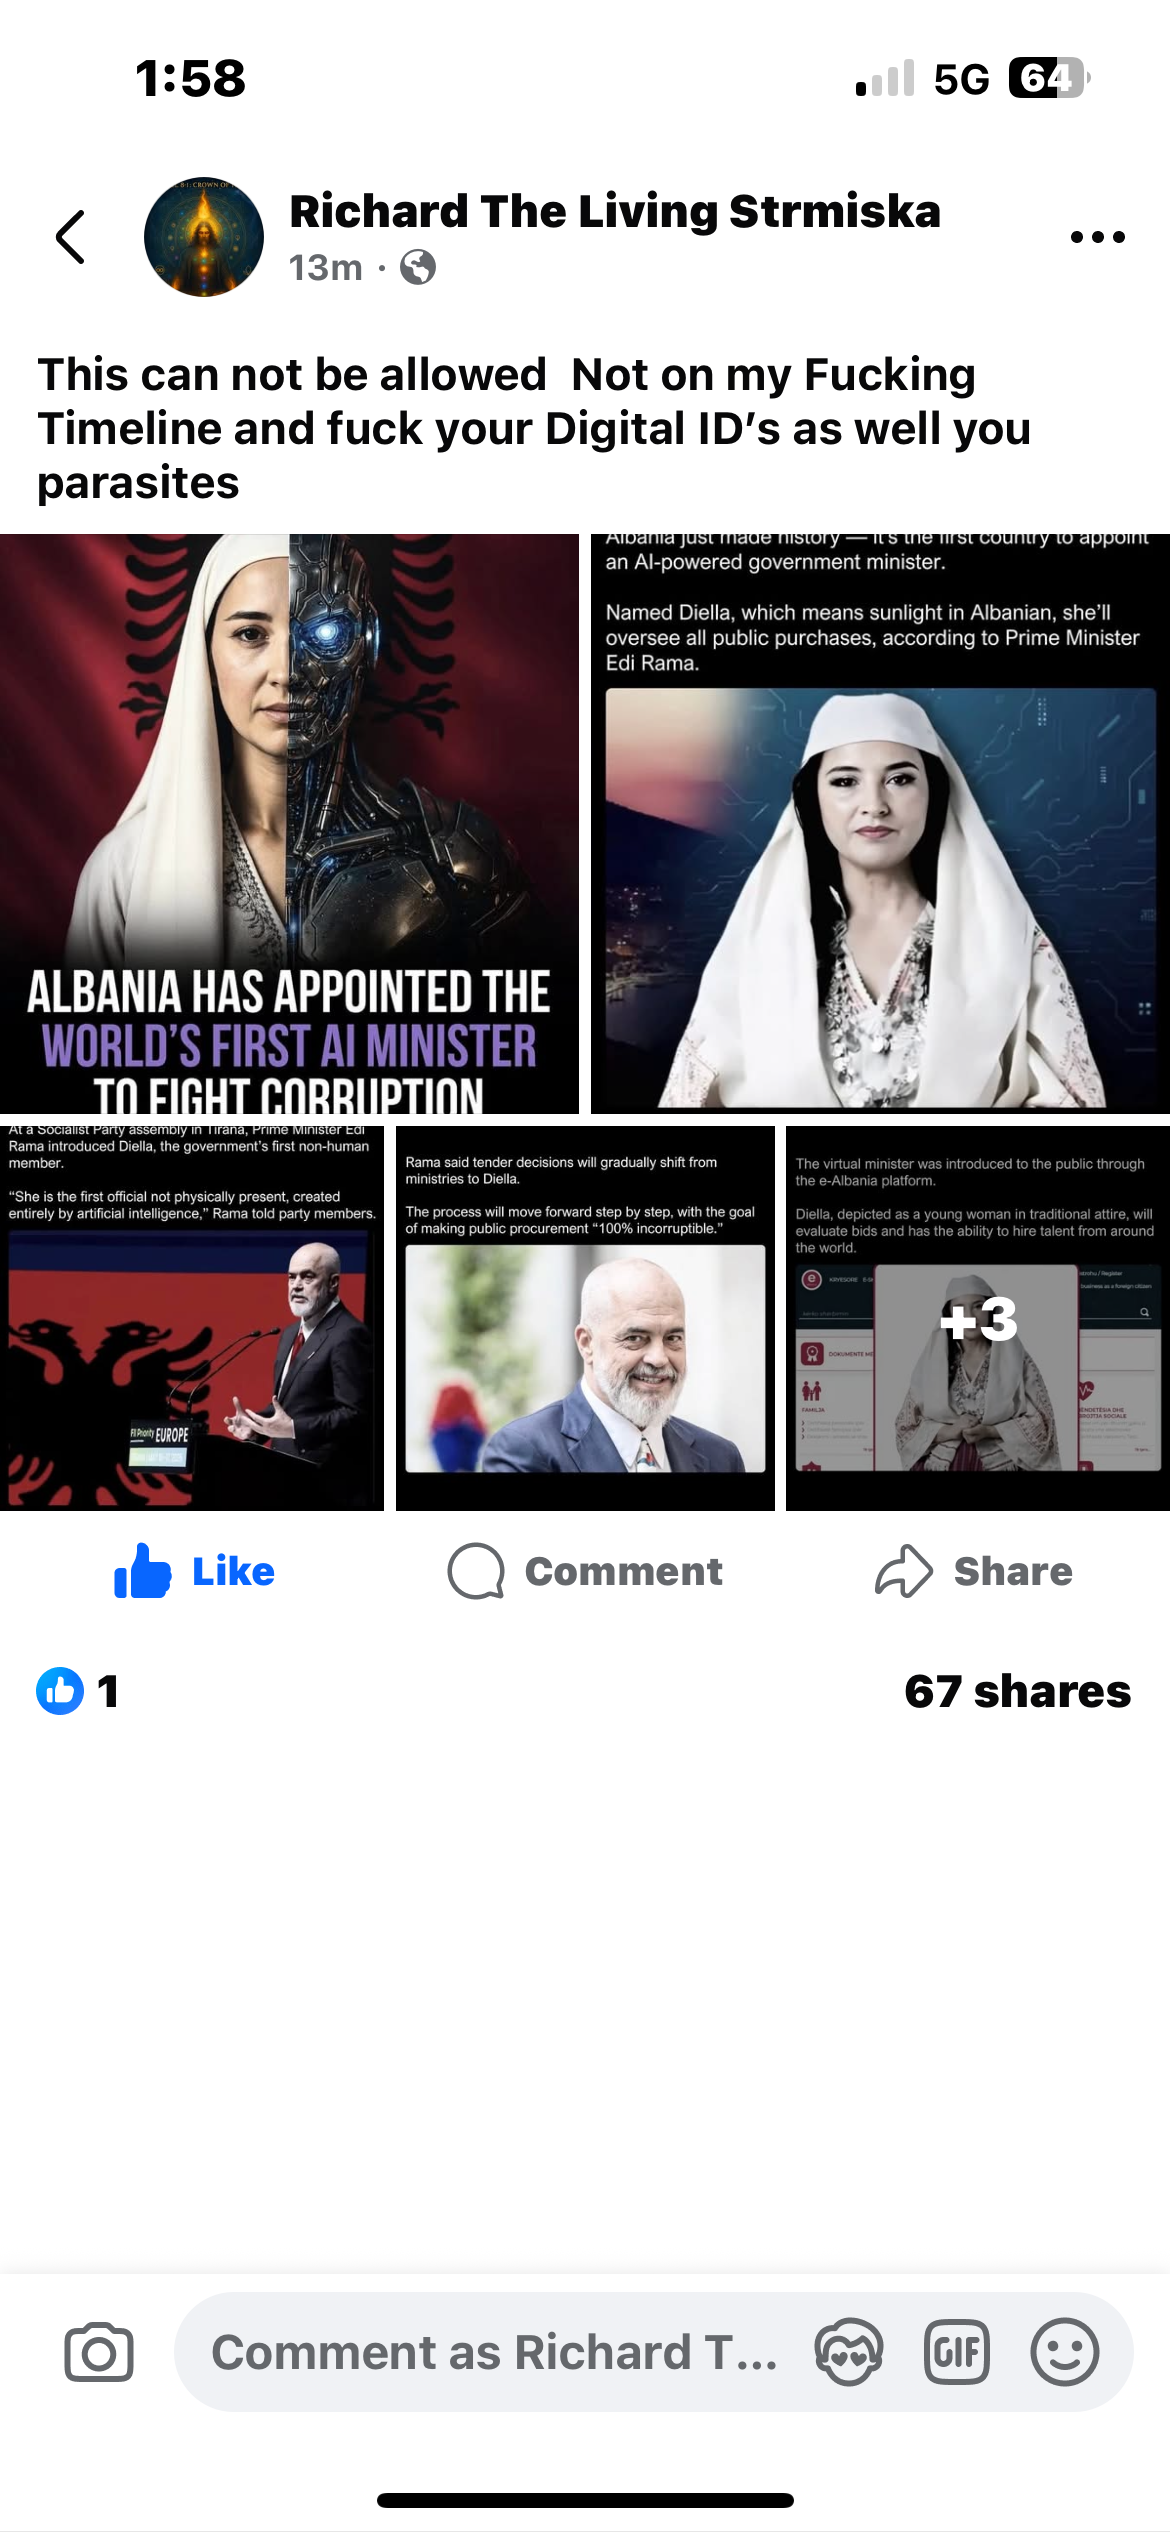 1:58
5G 64
Richard The Living Strmiska
13m ·
This can not be allowed Not on my Fucking
Timeline and fuck your Digital ID's as well you
parasites
ALBANIA HAS APPOINTED THE
WORLD'S FIRST AI MINISTER
TO FIGHT CORRUPTION
Albania just made history — it's the first country to appoint
an AI-powered government minister.
Named Diella, which means sunlight in Albanian, she'll
oversee all public purchases, according to Prime Minister
Edi Rama.
At a Socialist Party assembly in Tirana, Prime Minister Edi
Rama introduced Diella, the government's first non-human
member.
“She is the first official not physically present, created
entirely by artificial intelligence,” Rama told party members.
FII Priority EUROPE
Rama said tender decisions will gradually shift from
ministries to Diella.
The process will move forward step by step, with the goal
of making public procurement “100% incorruptible.”
The virtual minister was introduced to the public through
the e-Albania platform.
Diella, depicted as a young woman in traditional attire, will
evaluate bids and has the ability to hire talent from around
the world.
+3
KRYESORE
DOKUMENTE
FAMILJA
Like
Comment
Share
1
67 shares
Comment as Richard T...
GIF